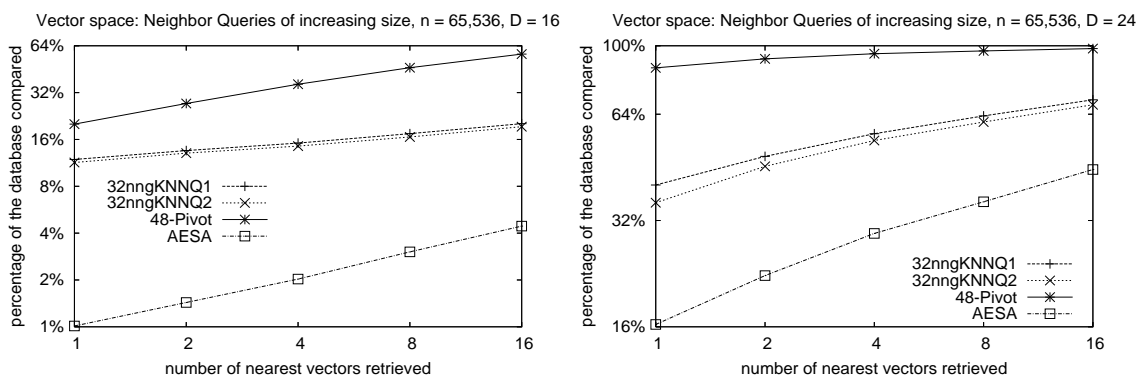 Vector space: Neighbor Queries of increasing size, n = 65,536, D = 16
percentage of the database compared
64%
32%
16%
8%
4%
2%
1%
32nngKNNQ1
32nngKNNQ2
48-Pivot
AESA
1 2 4 8 16
number of nearest vectors retrieved
Vector space: Neighbor Queries of increasing size, n = 65,536, D = 24
percentage of the database compared
100%
64%
32%
16%
32nngKNNQ1
32nngKNNQ2
48-Pivot
AESA
1 2 4 8 16
number of nearest vectors retrieved